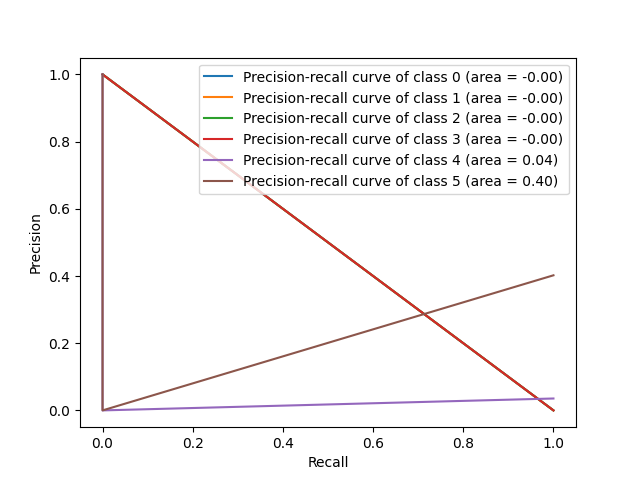 1.0
0.8
0.6
0.4
0.2
0.0
Precision
Precision-recall curve of class 0 (area = -0.00)
Precision-recall curve of class 1 (area = -0.00)
Precision-recall curve of class 2 (area = -0.00)
Precision-recall curve of class 3 (area = -0.00)
Precision-recall curve of class 4 (area = 0.04)
Precision-recall curve of class 5 (area = 0.40)
0.0 0.2 0.4 0.6 0.8 1.0
Recall